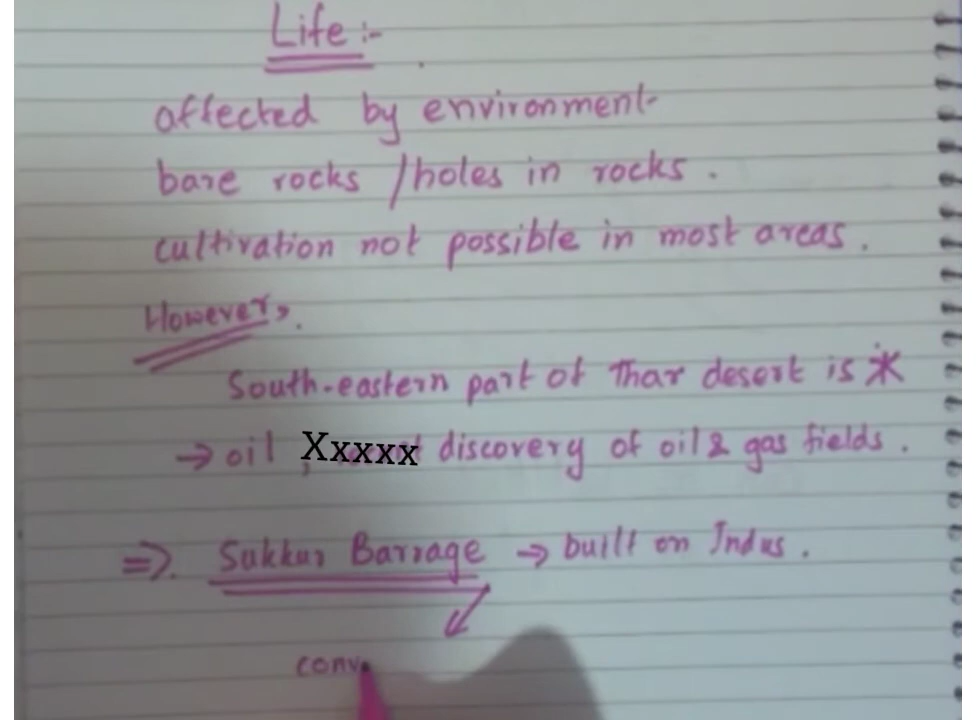 Life :-
affected by environment-
bare rocks / holes in rocks .
cultivation not possible in most areas .
However, .
South-eastern part of Thar desert is *
→ oil , Xxxxx discovery of oil & gas fields .
⇒. Sukkur Barrage → built on Indus .
conv